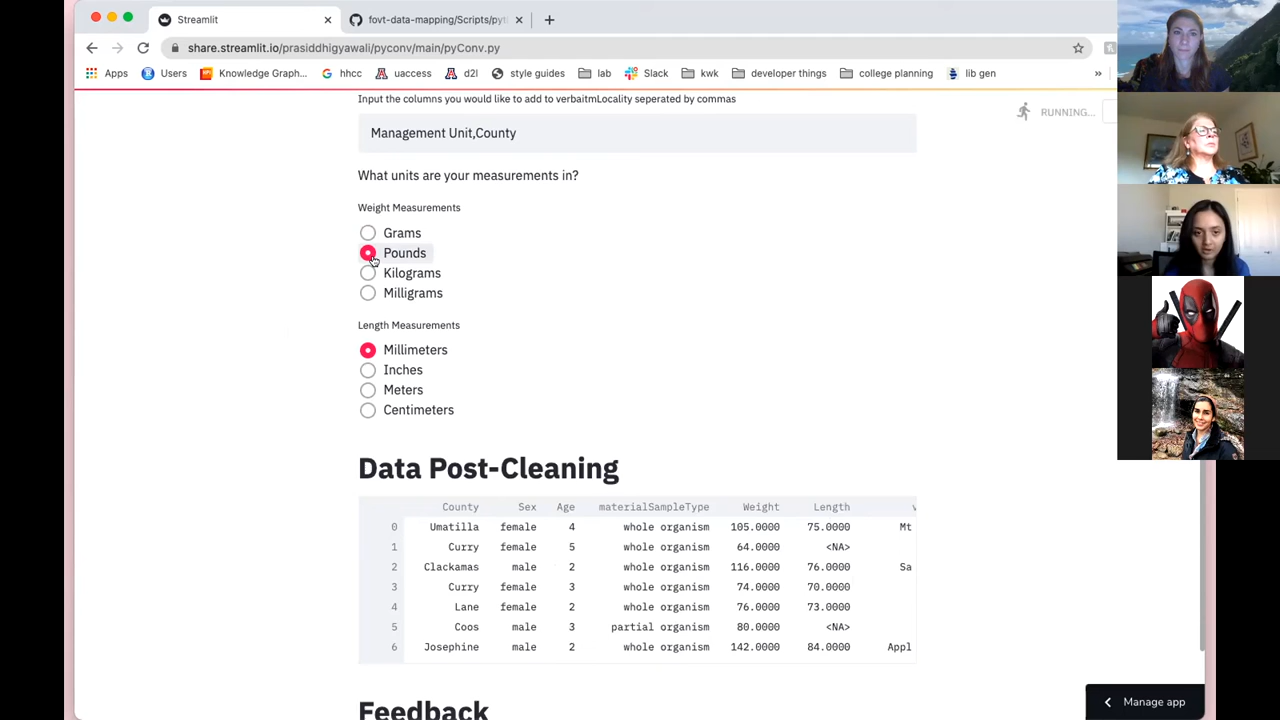 Streamlit
fovt-data-mapping/Scripts/pyt
share.streamlit.io/prasiddhigyawali/pyconv/main/pyConv.py
Apps Users Knowledge Grap... hhcc uaccess d2l style guides lab Slack kwk developer things college planning lib gen »
Input the columns you would like to add to verbaitmLocality seperated by commas
RUNNING...
Management Unit,County
What units are your measurements in?
Weight Measurements
Grams
Pounds
Kilograms
Milligrams
Length Measurements
Millimeters
Inches
Meters
Centimeters
Data Post-Cleaning
County Sex Age materialSampleType Weight Length v
0 Umatilla female 4 whole organism 105.0000 75.0000 Mt
1 Curry female 5 whole organism 64.0000 <NA>
2 Clackamas male 2 whole organism 116.0000 76.0000 Sa
3 Curry female 3 whole organism 74.0000 70.0000
4 Lane female 2 whole organism 76.0000 73.0000
5 Coos male 3 partial organism 80.0000 <NA>
6 Josephine male 2 whole organism 142.0000 84.0000 Appl
Feedback
Manage app